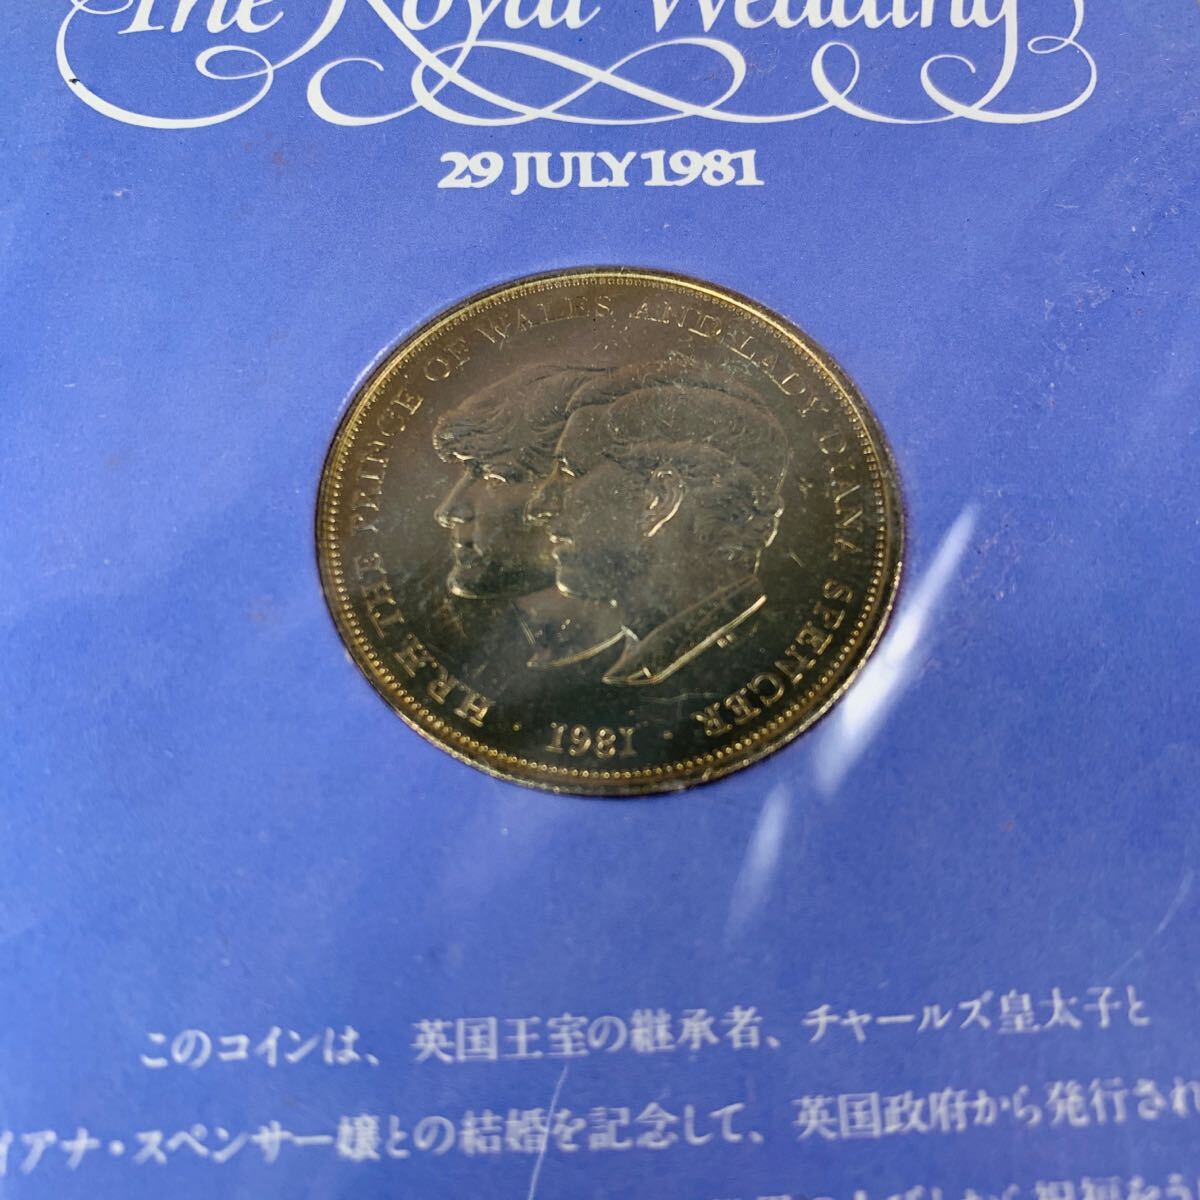 The Royal Wedding
29 JULY 1981
H.R.H. THE PRINCE OF WALES AND LADY DIANA SPENCER
· 1981 ·
このコインは、英国王室の継承者、チャールズ皇太子と
イアナ・スペンサー嬢との結婚を記念して、英国政府から発行され